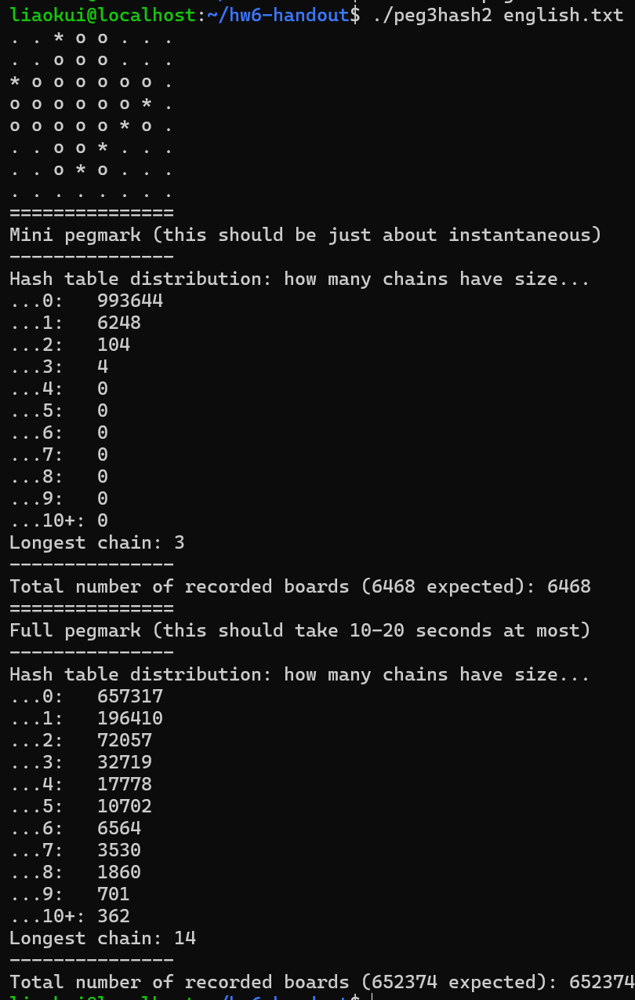 liaokui@localhost:~/hw6-handout$ ./peg3hash2 english.txt
. . * o o . . .
. . o o o . . .
* o o o o o o .
o o o o o o * .
o o o o o * o .
. . o o * . . .
. . o * o . . .
. . . . . . . .
===============
Mini pegmark (this should be just about instantaneous)
---------------
Hash table distribution: how many chains have size...
...0:   993644
...1:   6248
...2:   104
...3:   4
...4:   0
...5:   0
...6:   0
...7:   0
...8:   0
...9:   0
...10+: 0
Longest chain: 3
---------------
Total number of recorded boards (6468 expected): 6468
===============
Full pegmark (this should take 10-20 seconds at most)
---------------
Hash table distribution: how many chains have size...
...0:   657317
...1:   196410
...2:   72057
...3:   32719
...4:   17778
...5:   10702
...6:   6564
...7:   3530
...8:   1860
...9:   701
...10+: 362
Longest chain: 14
---------------
Total number of recorded boards (652374 expected): 652374